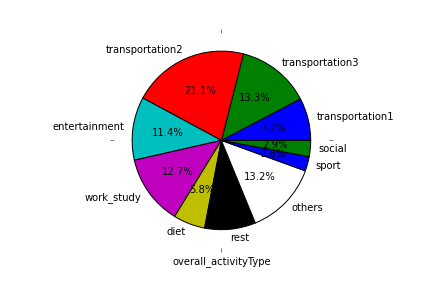 transportation2
transportation3
21.1%
13.3%
transportation1
7.7%
entertainment
11.4%
2.9%
social
sport
12.7%
13.2%
5.8%
work_study
others
diet
rest
overall_activityType